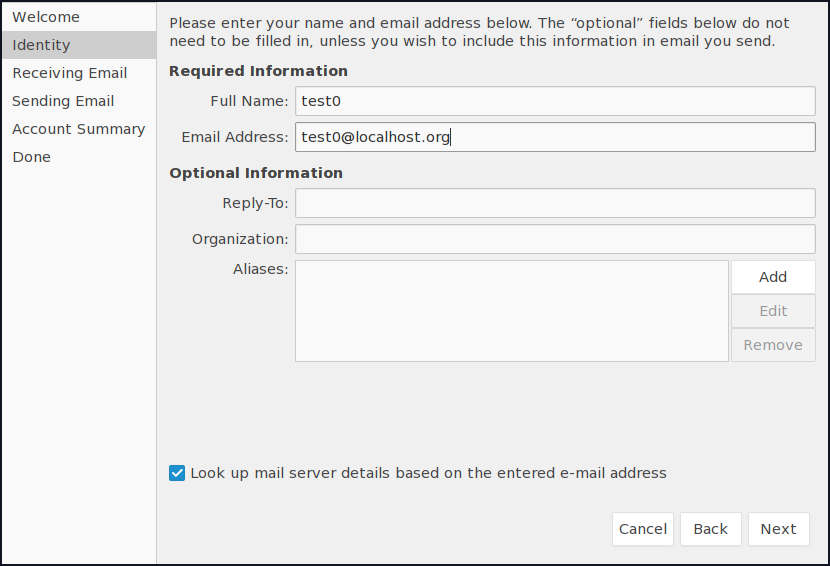 Welcome
Identity
Receiving Email
Sending Email
Account Summary
Done
Please enter your name and email address below. The “optional” fields below do not
need to be filled in, unless you wish to include this information in email you send.
Required Information
Full Name: test0
Email Address: test0@localhost.org
Optional Information
Reply-To:
Organization:
Aliases:
Add
Edit
Remove
Look up mail server details based on the entered e-mail address
Cancel Back Next